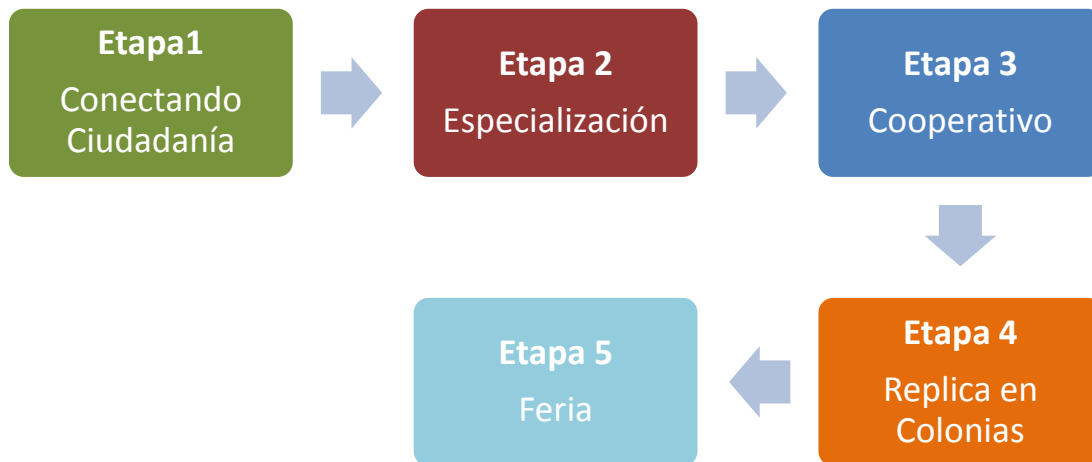 Etapa1
Conectando
Ciudadanía
Etapa 2
Especialización
Etapa 3
Cooperativo
Etapa 4
Replica en
Colonias
Etapa 5
Feria